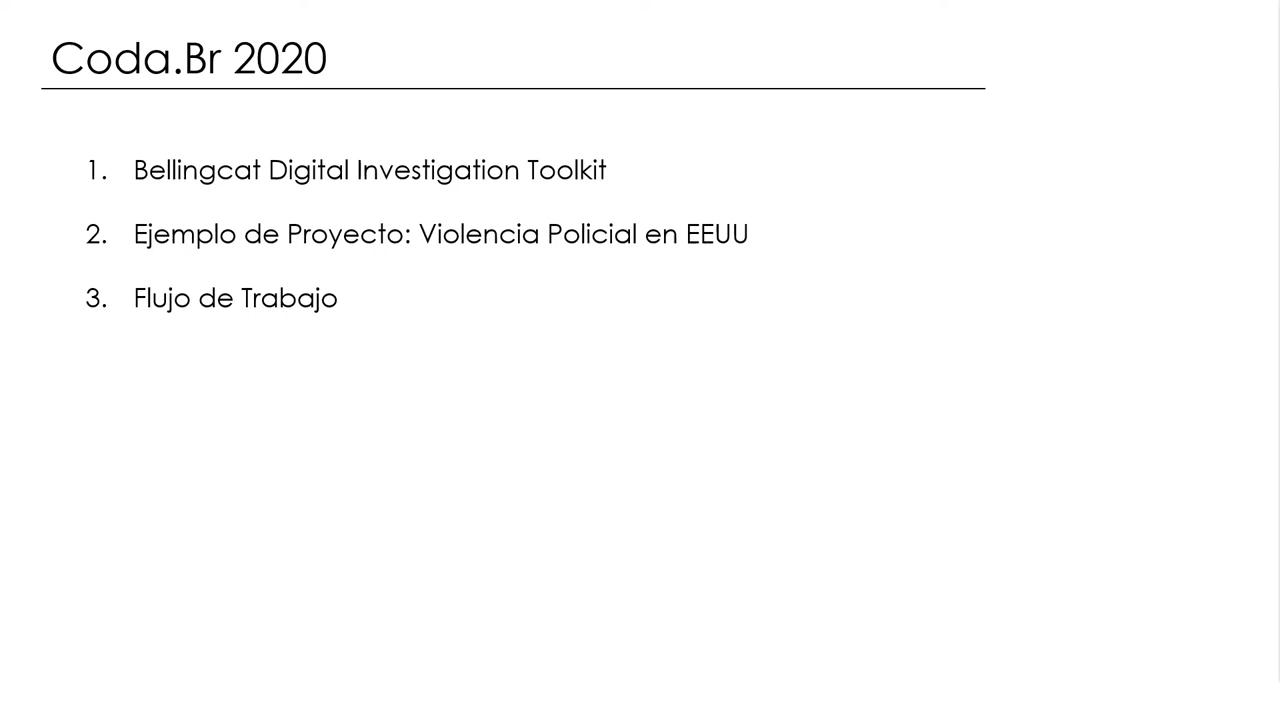 Coda.Br 2020
1. Bellingcat Digital Investigation Toolkit
2. Ejemplo de Proyecto: Violencia Policial en EEUU
3. Flujo de Trabajo